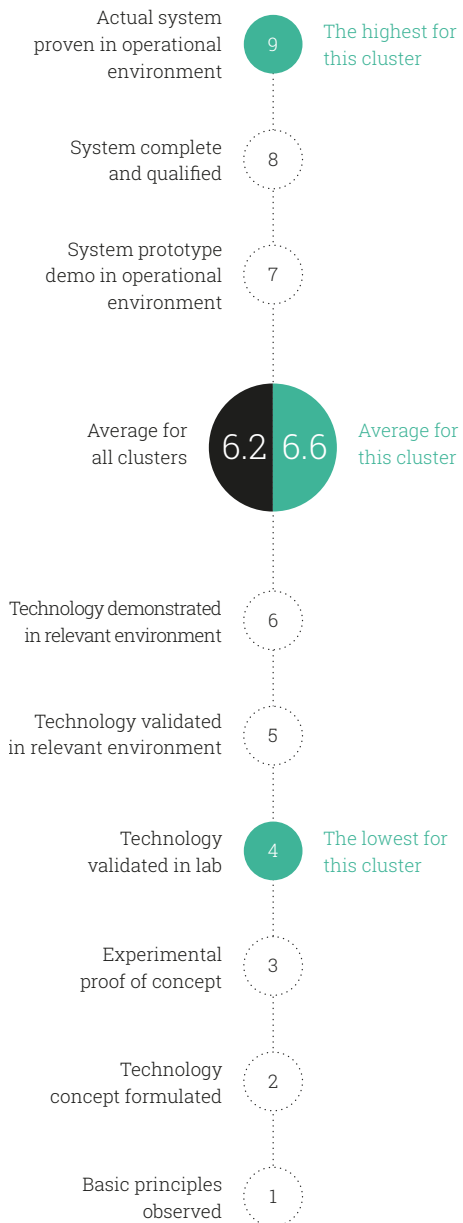 Actual system
proven in operational
environment
9
The highest for
this cluster
System complete
and qualified
8
System prototype
demo in operational
environment
7
Average for
all clusters
6.2
6.6
Average for
this cluster
Technology demonstrated
in relevant environment
6
Technology validated
in relevant environment
5
Technology
validated in lab
4
The lowest for
this cluster
Experimental
proof of concept
3
Technology
concept formulated
2
Basic principles
observed
1